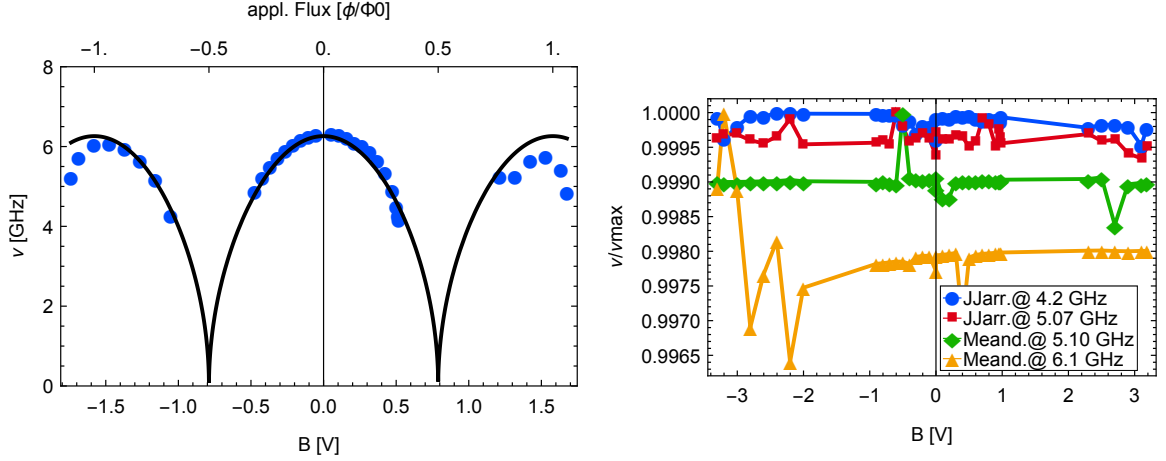 appl. Flux [ϕ/Φ0]
−1. −0.5 0. 0.5 1.
8
6
4
2
0
ν [GHz]
−1.5 −1.0 −0.5 0.0 0.5 1.0 1.5
B [V]
1.0000
0.9995
0.9990
0.9985
0.9980
0.9975
0.9970
0.9965
ν/νmax
JJarr.@ 4.2 GHz
JJarr.@ 5.07 GHz
Meand.@ 5.10 GHz
Meand.@ 6.1 GHz
−3 −2 −1 0 1 2 3
B [V]